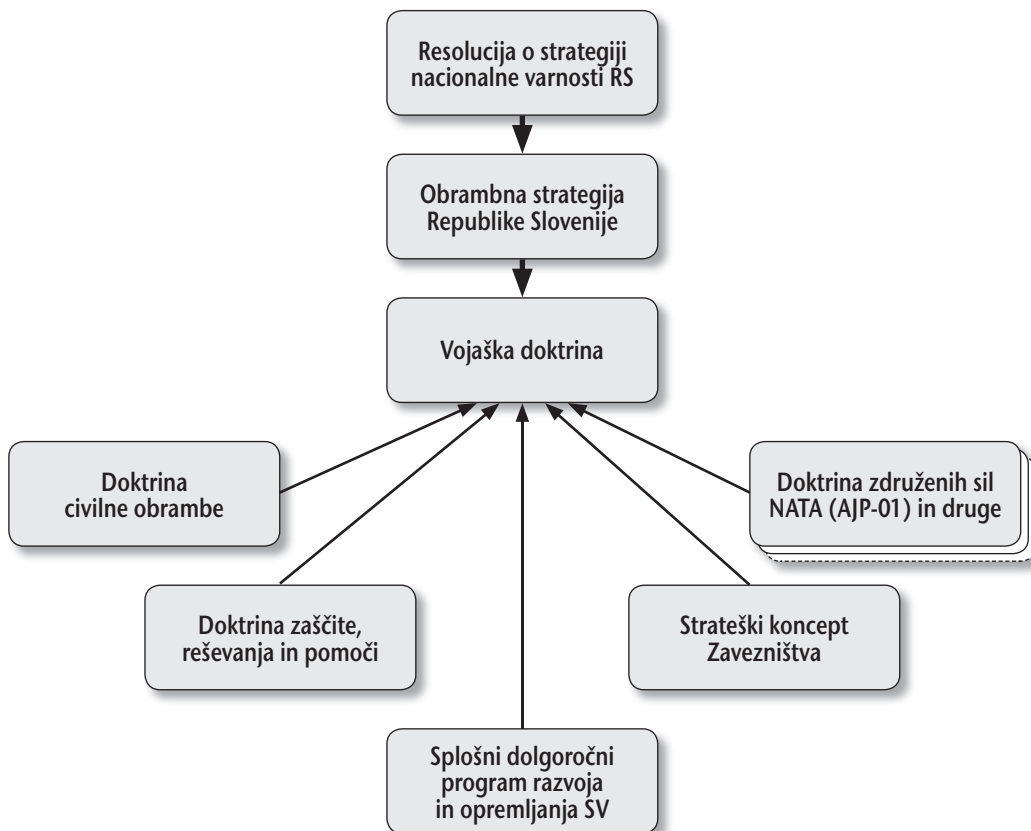 Resolucija o strategiji
nacionalne varnosti RS
Obrambna strategija
Republike Slovenije
Vojaška doktrina
Doktrina
civilne obrambe
Doktrina združenih sil
NATA (AJP-01) in druge
Doktrina zaščite,
reševanja in pomoči
Strateški koncept
Zavezništva
Splošni dolgoročni
program razvoja
in opremljanja SV